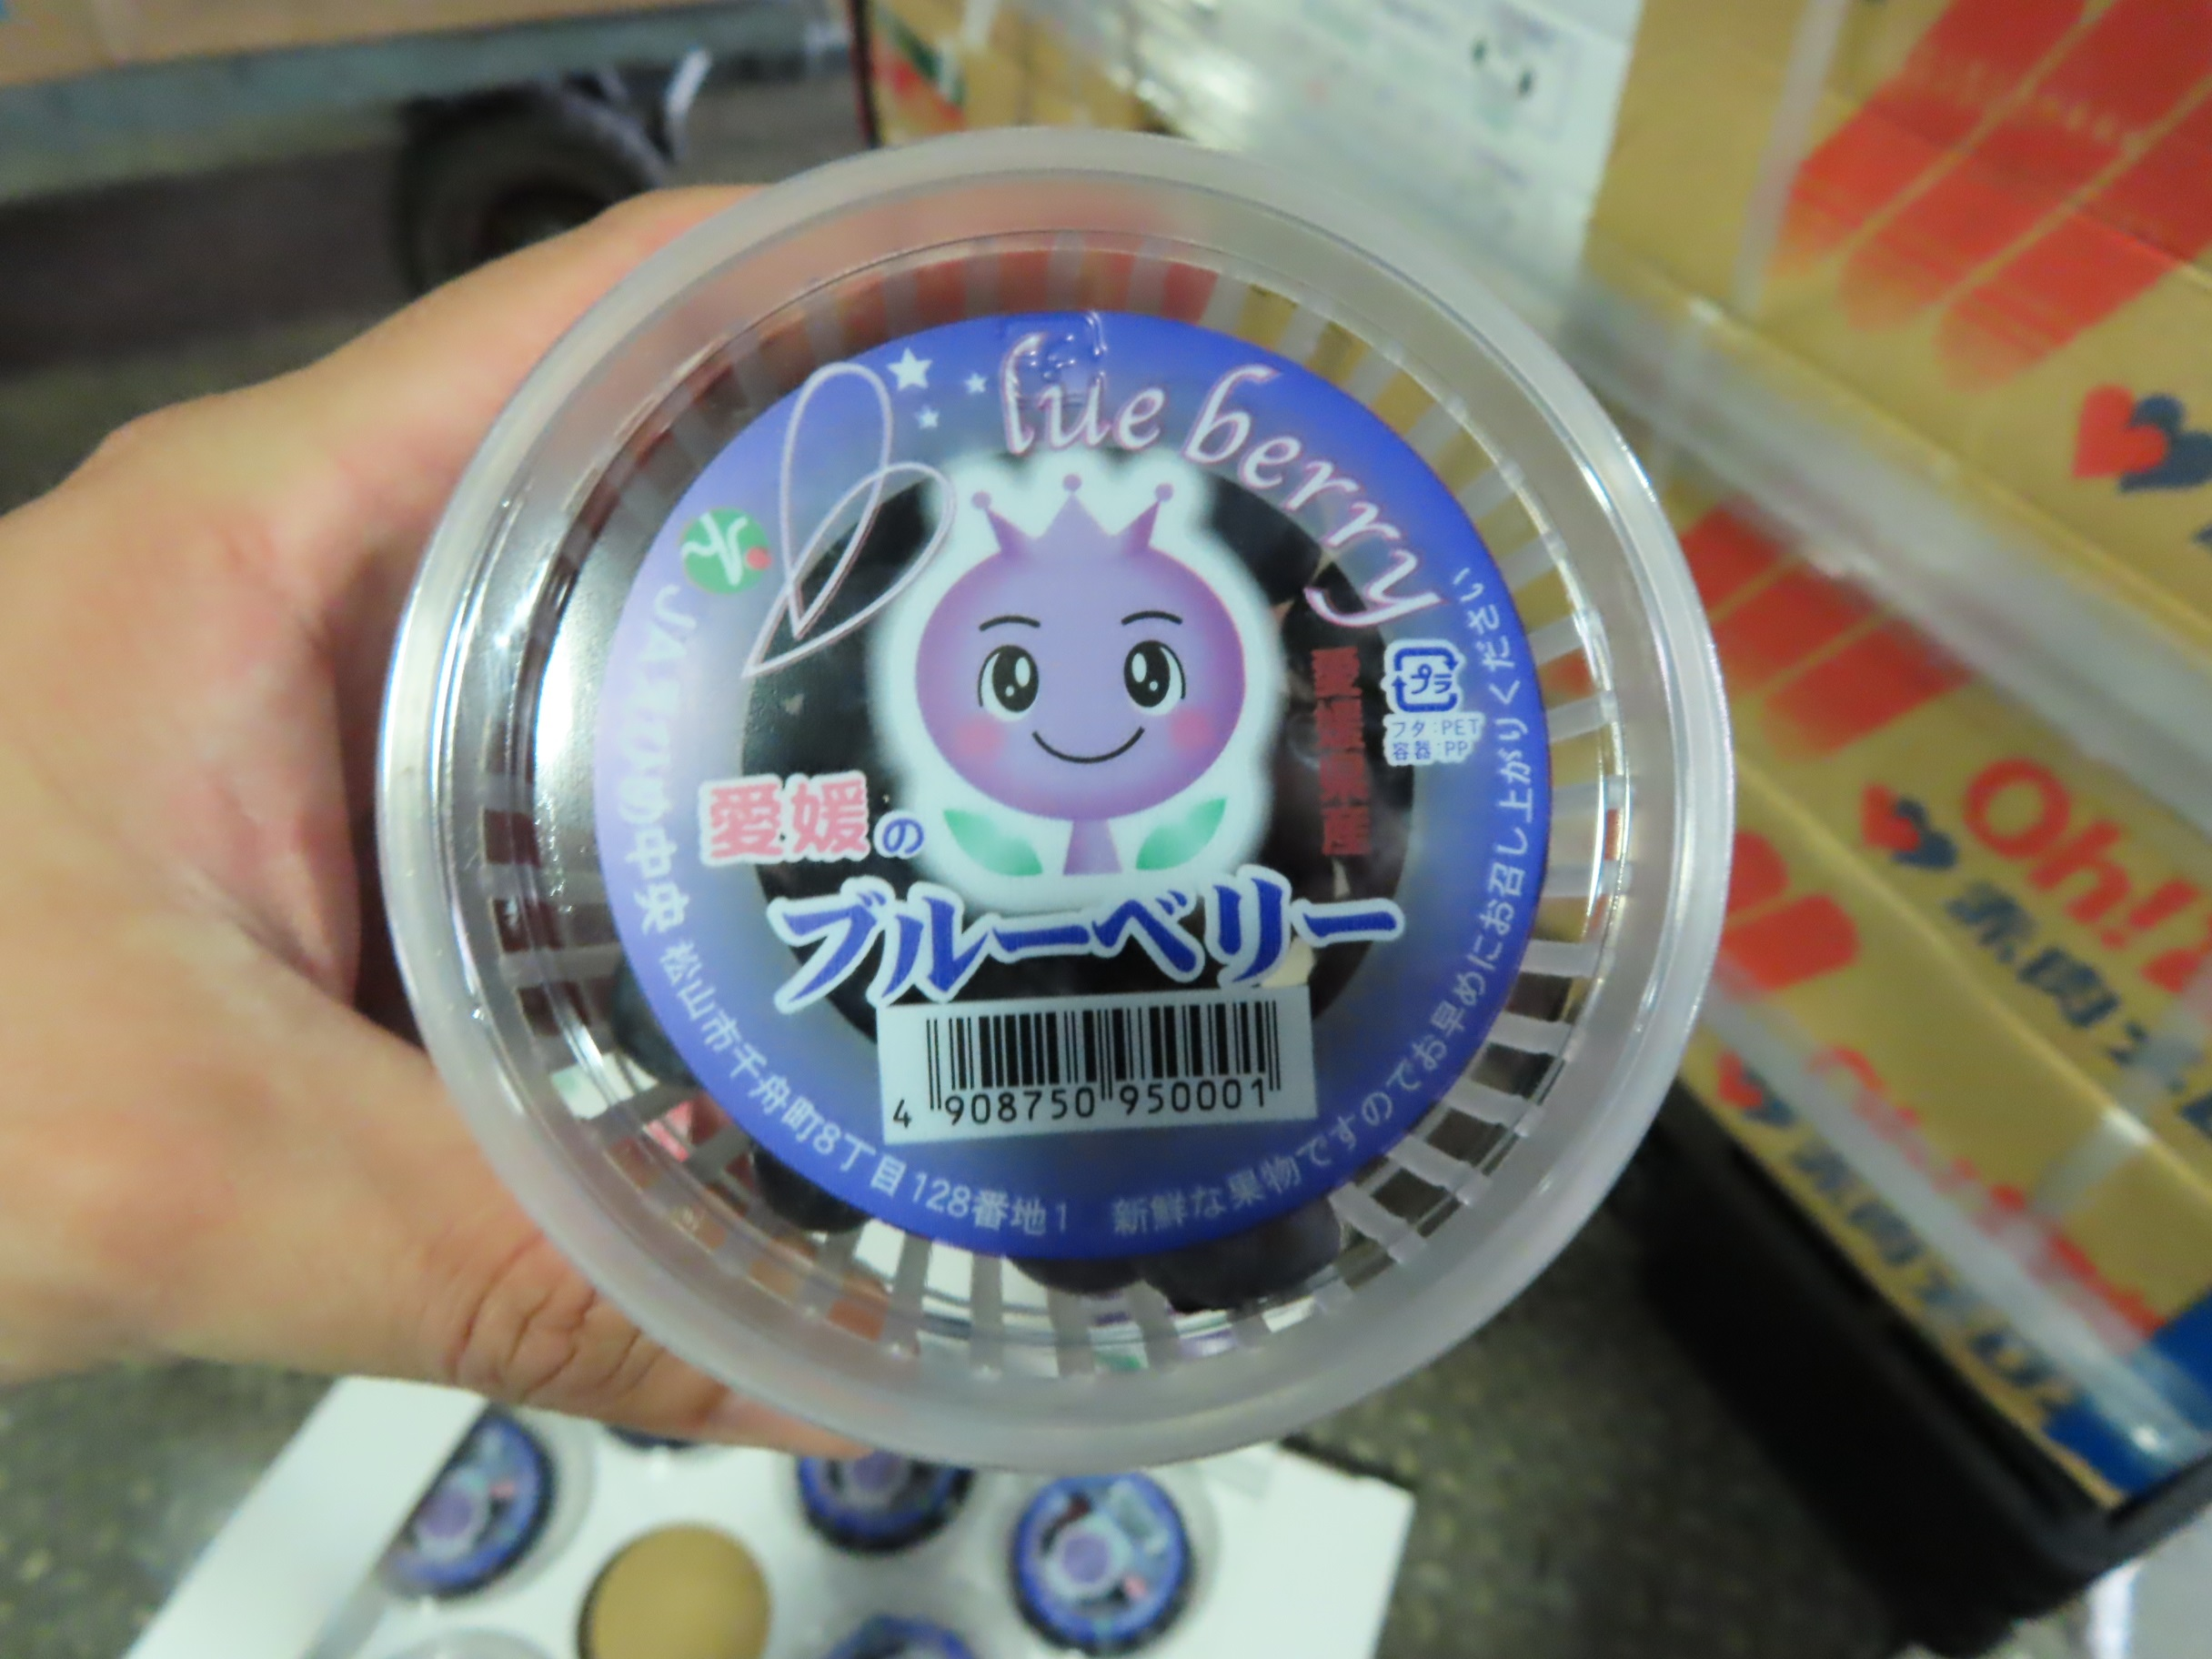 Blue berry
JAえひめ中央 松山市千舟町8丁目128番地1 新鮮な果物ですのでお早めにお召し上がりください
愛媛の
ブルーベリー
愛媛県産
プラ
フタ:PET
容器:PP
4 908750 950001
Oh!